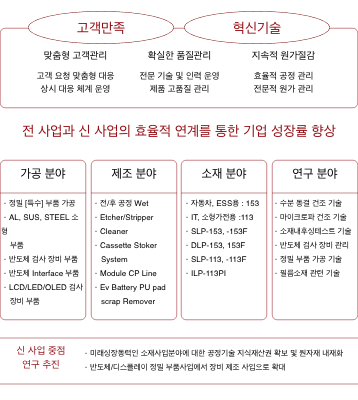 고객만족 혁신기술
맞춤형 고객관리 확실한 품질관리 지속적 원가절감
고객 요청 맞춤형 대응 전문 기술 및 인력 운영 효율적 공정 관리
상시 대응 체계 운영 제품 고품질 관리 전문적 원가 관리
전 사업과 신 사업의 효율적 연계를 통한 기업 성장률 향상
가공 분야
· 정밀 [특수] 부품 가공
· AL, SUS, STEEL 소
형
부품
· 반도체 검사 장비 부품
· 반도체 Interface 부품
· LCD/LED/OLED 검사
장비 부품
제조 분야
· 전/후 공정 Wet
· Etcher/Stripper
· Cleaner
· Cassette Stoker
System
· Module CP Line
· Ev Battery PU pad
scrap Remover
소재 분야
· 자동차, ESS용 : 153
· IT, 소형가전용 :113
· SLP-153, -153F
· DLP-153, 153F
· SLP-113, -113F
· ILP-113PI
연구 분야
· 수분 동결 건조 기술
· 마이크로파 건조 기술
· 소재내후성테스트 기술
· 반도체 검사 장비 관리
· 정밀 부품 가공 기술
· 필름소재 관련 기술
신 사업 중점
연구 추진
· 미래성장동력인 소재사업분야에 대한 공정기술 지식재산권 확보 및 원자재 내재화
· 반도체/디스플레이 정밀 부품사업에서 장비 제조 사업으로 확대